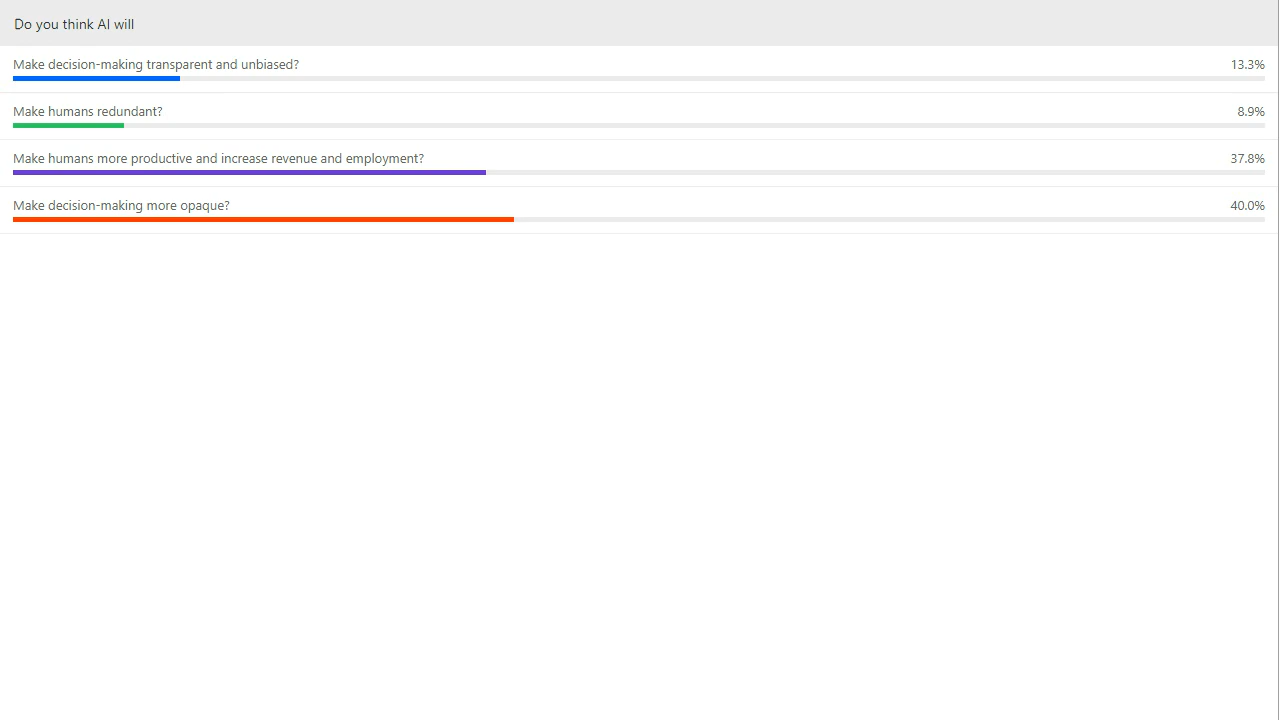 Do you think AI will
Make decision-making transparent and unbiased? 13.3%
Make humans redundant? 8.9%
Make humans more productive and increase revenue and employment? 37.8%
Make decision-making more opaque? 40.0%